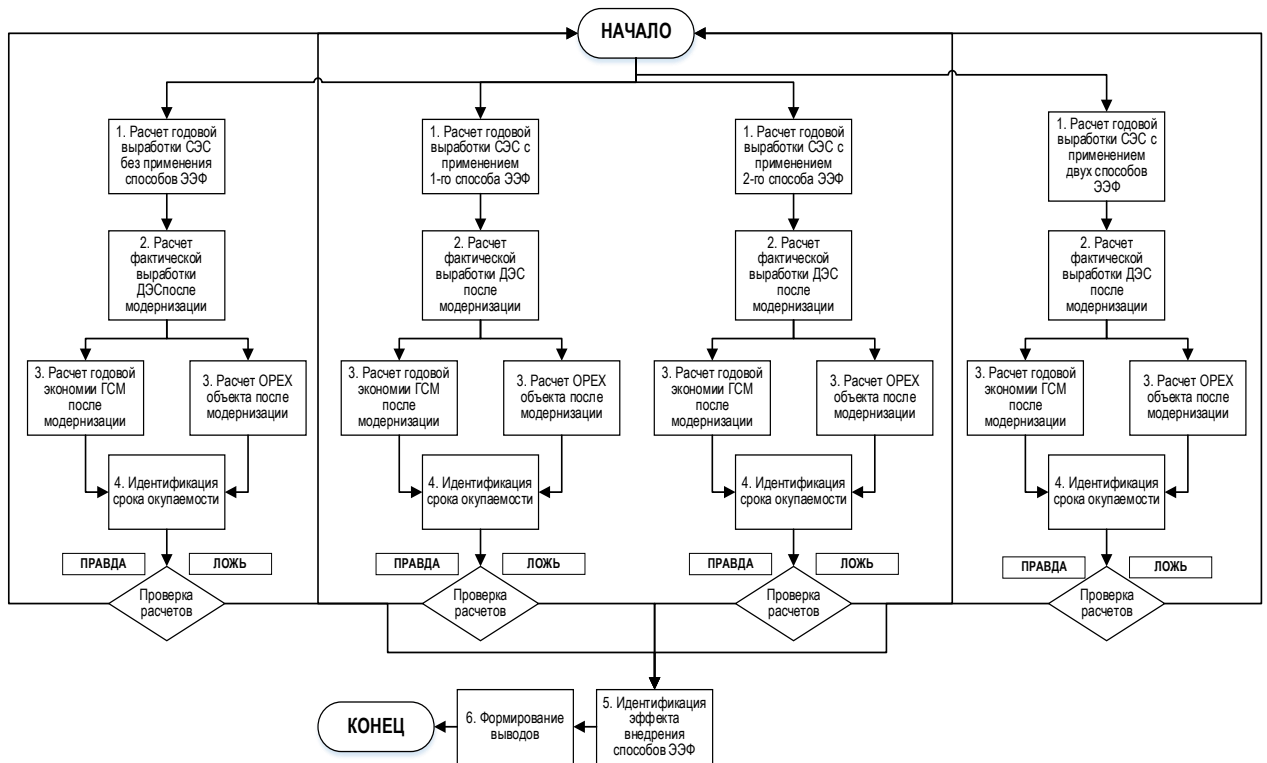 НАЧАЛО
1. Расчет годовой
выработки СЭС
без применения
способов ЭЭФ
1. Расчет годовой
выработки СЭС с
применением
1-го способа ЭЭФ
1. Расчет годовой
выработки СЭС с
применением
2-го способа ЭЭФ
1. Расчет годовой
выработки СЭС с
применением
двух способов
ЭЭФ
2. Расчет
фактической
выработки
ДЭСпосле
модернизации
2. Расчет
фактической
выработки ДЭС
после
модернизации
2. Расчет
фактической
выработки ДЭС
после
модернизации
2. Расчет
фактической
выработки ДЭС
после
модернизации
3. Расчет годовой
экономии ГСМ
после
модернизации
3. Расчет OPEX
объекта после
модернизации
3. Расчет годовой
экономии ГСМ
после
модернизации
3. Расчет OPEX
объекта после
модернизации
3. Расчет годовой
экономии ГСМ
после
модернизации
3. Расчет OPEX
объекта после
модернизации
3. Расчет годовой
экономии ГСМ
после
модернизации
3. Расчет OPEX
объекта после
модернизации
4. Идентификация
срока окупаемости
4. Идентификация
срока окупаемости
4. Идентификация
срока окупаемости
4. Идентификация
срока окупаемости
ПРАВДА
ЛОЖЬ
ПРАВДА
ЛОЖЬ
ПРАВДА
ЛОЖЬ
ПРАВДА
ЛОЖЬ
Проверка
расчетов
Проверка
расчетов
Проверка
расчетов
Проверка
расчетов
КОНЕЦ
6. Формирование
выводов
5. Идентификация
эффекта
внедрения
способов ЭЭФ